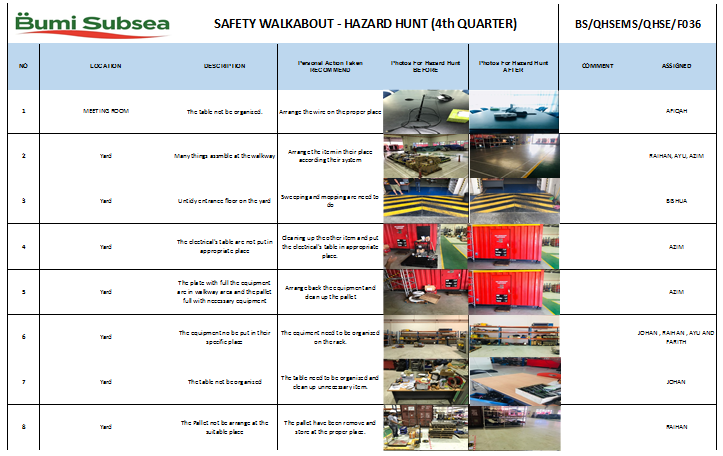 Bumi Subsea
SAFETY WALKABOUT - HAZARD HUNT (4th QUARTER)
BS/QHSEMS/QHSE/F036
NO
LOCATION
DESCRIPTION
Personal Action Taken
RECOMMEND
Photos For Hazard Hunt
BEFORE
Photos For Hazard Hunt
AFTER
COMMENT
ASSIGNED
1
MEETING ROOM
The table not be organised.
Arrange the wire on the proper place
AFIQAH
2
Yard
Many things assmble at the walkway
Arrange the item in their place
according their system.
RAIHAN, AYU, AZIM
3
Yard
Untidy entrance floor on the yard
Sweeping and mopping are need to
do
BISHUA
4
Yard
The electrical's table are not put in
appropriate place
Cleaning up the other item and put
the electrical's table in appropriate
place.
AZIM
5
Yard
The plate with full the equipment
are in walkway area and the pallet
full with necessary equipment
Arrange back the equipment and
clean up the pallet
AZIM
6
Yard
The equipment no be put in their
specific place
The equiment need to be organised
on the rack.
JOHAN , RAIHAN , AYU AND
FARITH
7
Yard
The table not be organised
The table need to be organised and
clean up unnecessary item.
JOHAN
8
Yard
The Pallet not be arrange at the
suitable place
The pallet have been remove and
store at the proper place.
RAIHAN